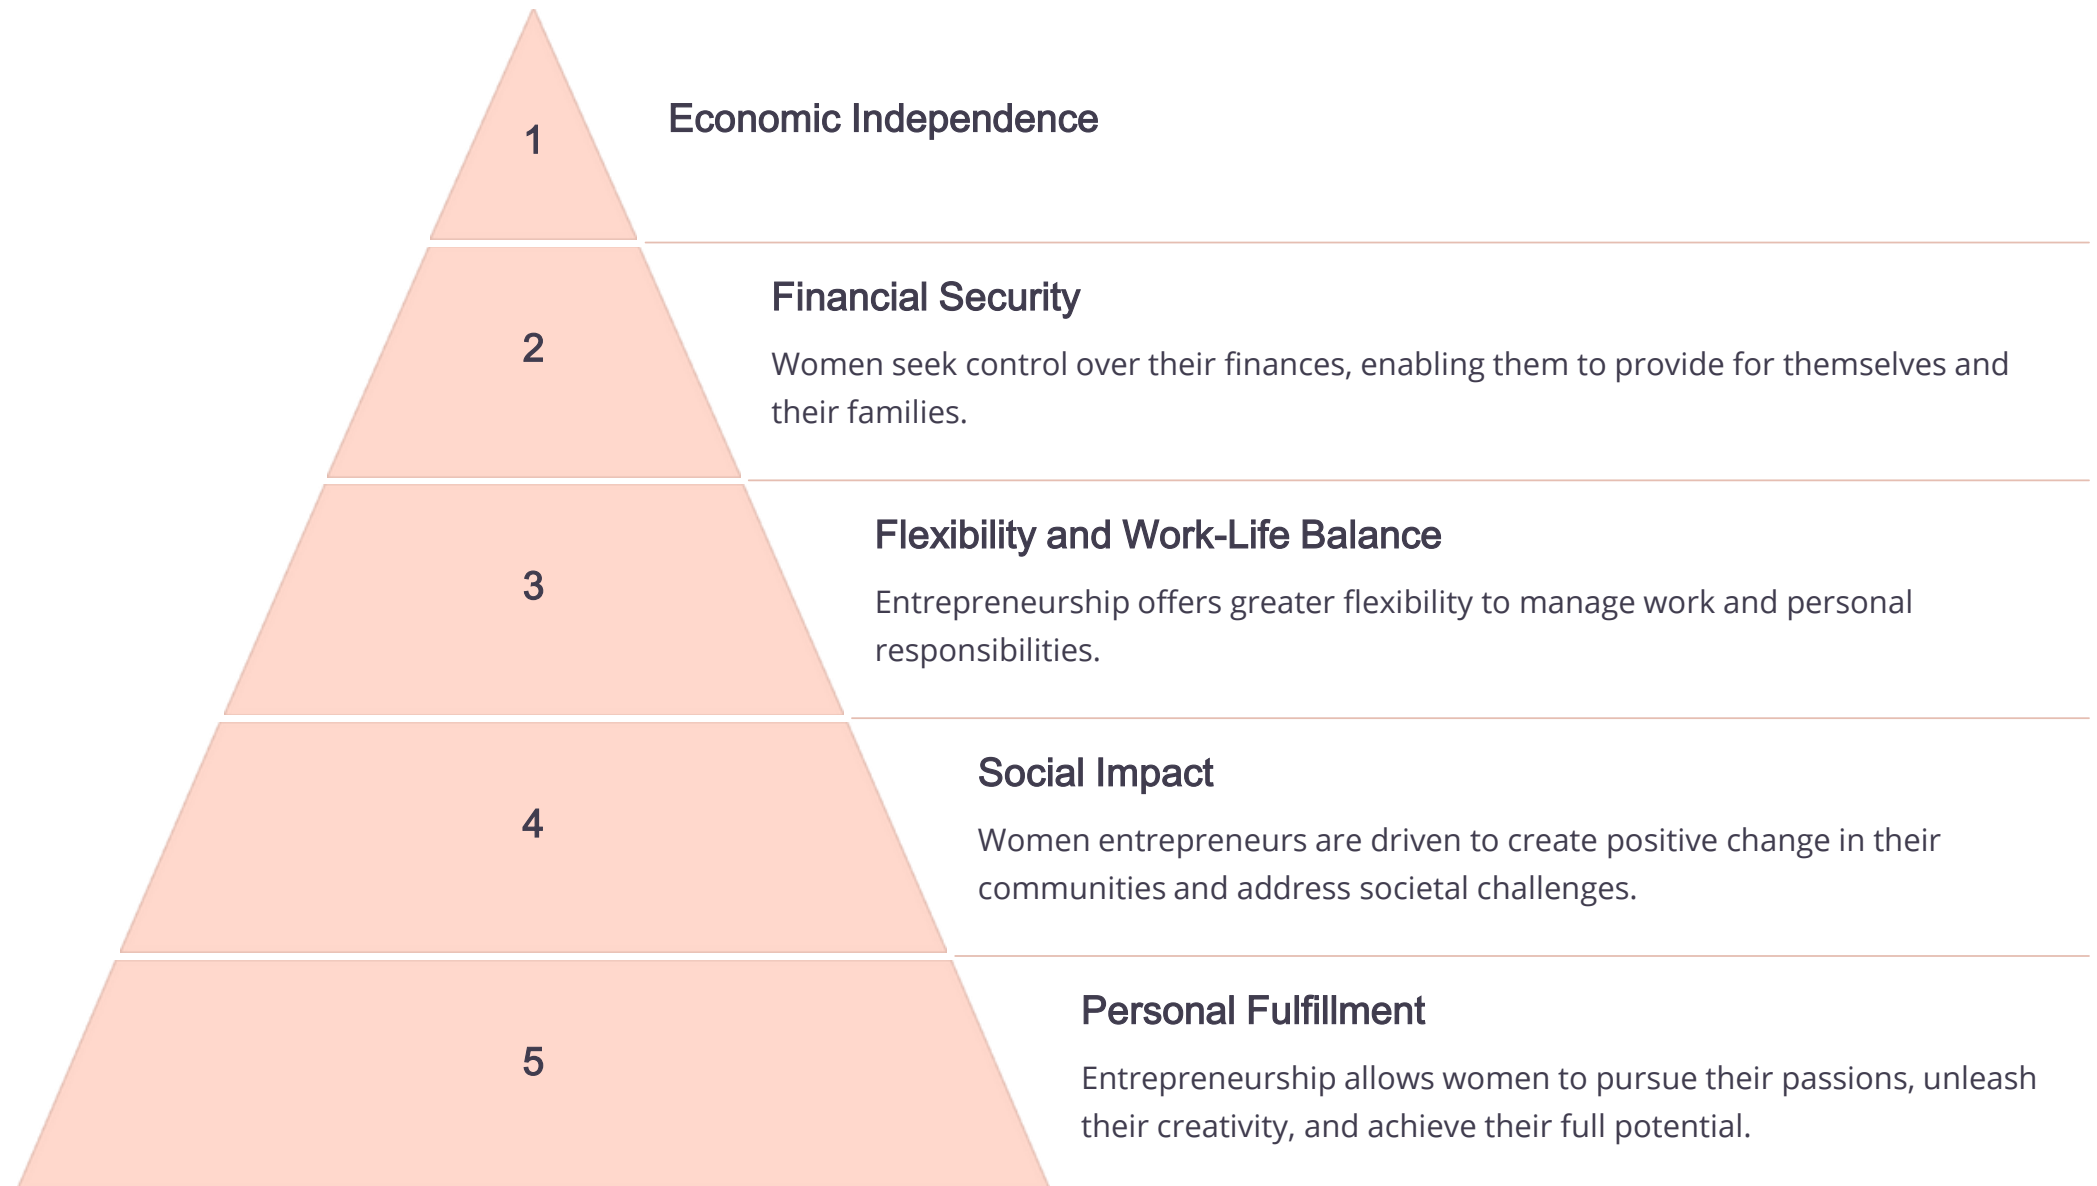 1
Economic Independence
2
Financial Security
Women seek control over their finances, enabling them to provide for themselves and
their families.
3
Flexibility and Work-Life Balance
Entrepreneurship offers greater flexibility to manage work and personal
responsibilities.
4
Social Impact
Women entrepreneurs are driven to create positive change in their
communities and address societal challenges.
5
Personal Fulfillment
Entrepreneurship allows women to pursue their passions, unleash
their creativity, and achieve their full potential.